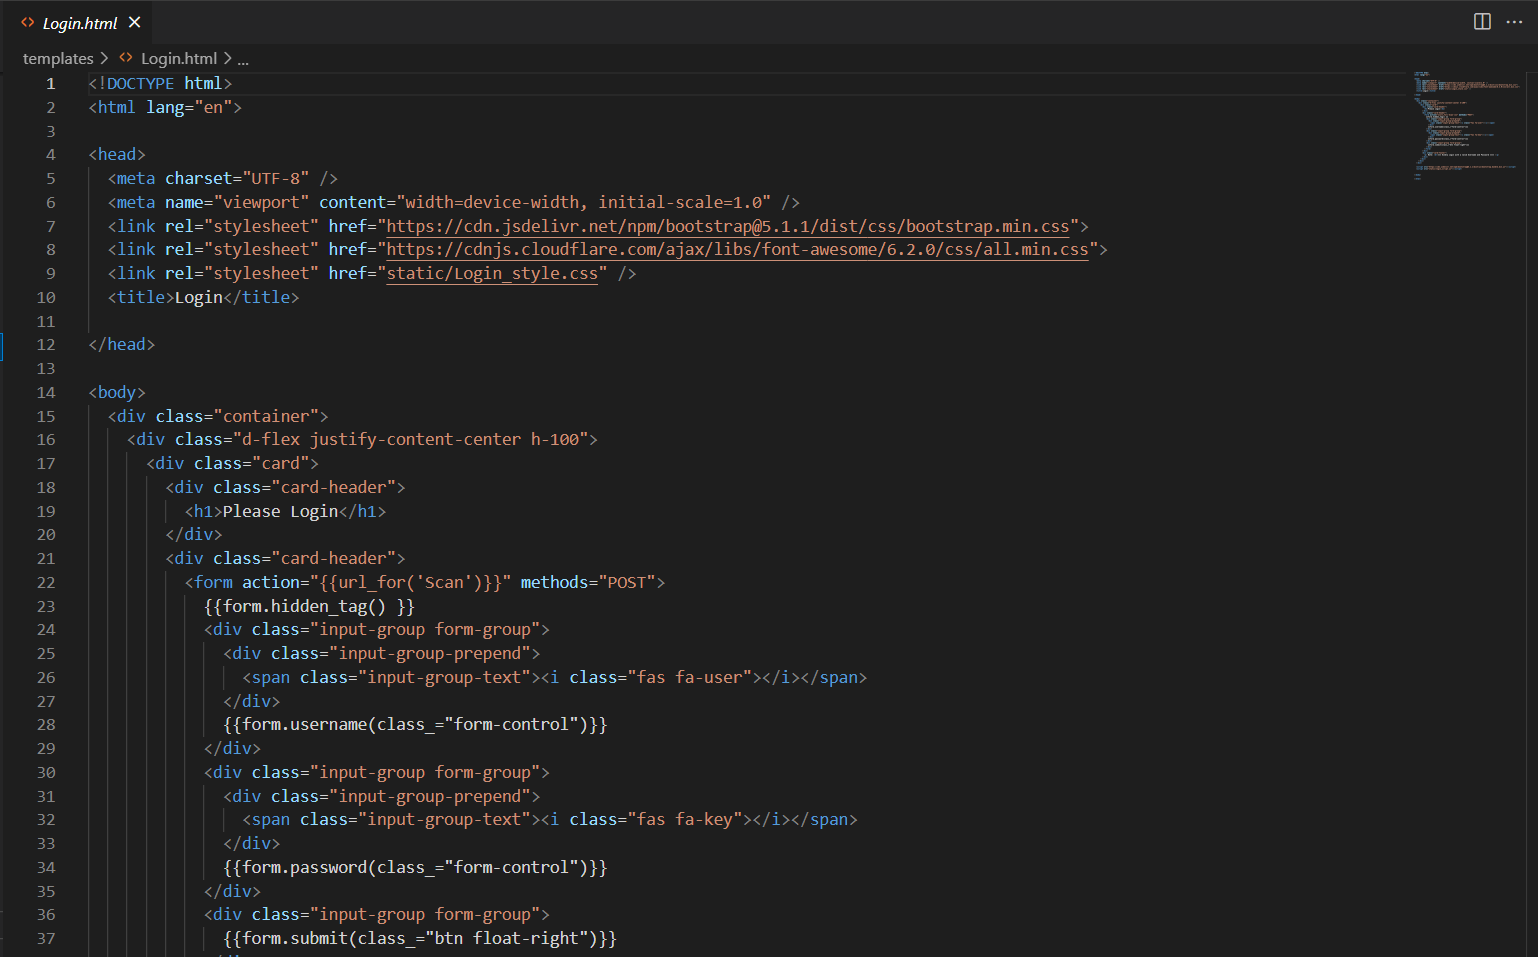 Login.html
templates > Login.html > ...
1 <!DOCTYPE html>
2 <html lang="en">
3
4 <head>
5 <meta charset="UTF-8" />
6 <meta name="viewport" content="width=device-width, initial-scale=1.0" />
7 <link rel="stylesheet" href="https://cdn.jsdelivr.net/npm/bootstrap@5.1.1/dist/css/bootstrap.min.css">
8 <link rel="stylesheet" href="https://cdnjs.cloudflare.com/ajax/libs/font-awesome/6.2.0/css/all.min.css">
9 <link rel="stylesheet" href="static/Login_style.css" />
10 <title>Login</title>
11
12 </head>
13
14 <body>
15 <div class="container">
16 <div class="d-flex justify-content-center h-100">
17 <div class="card">
18 <div class="card-header">
19 <h1>Please Login</h1>
20 </div>
21 <div class="card-header">
22 <form action="{{url_for('Scan')}}" methods="POST">
23 {{form.hidden_tag() }}
24 <div class="input-group form-group">
25 <div class="input-group-prepend">
26 <span class="input-group-text"><i class="fas fa-user"></i></span>
27 </div>
28 {{form.username(class_="form-control")}}
29 </div>
30 <div class="input-group form-group">
31 <div class="input-group-prepend">
32 <span class="input-group-text"><i class="fas fa-key"></i></span>
33 </div>
34 {{form.password(class_="form-control")}}
35 </div>
36 <div class="input-group form-group">
37 {{form.submit(class_="btn float-right")}}